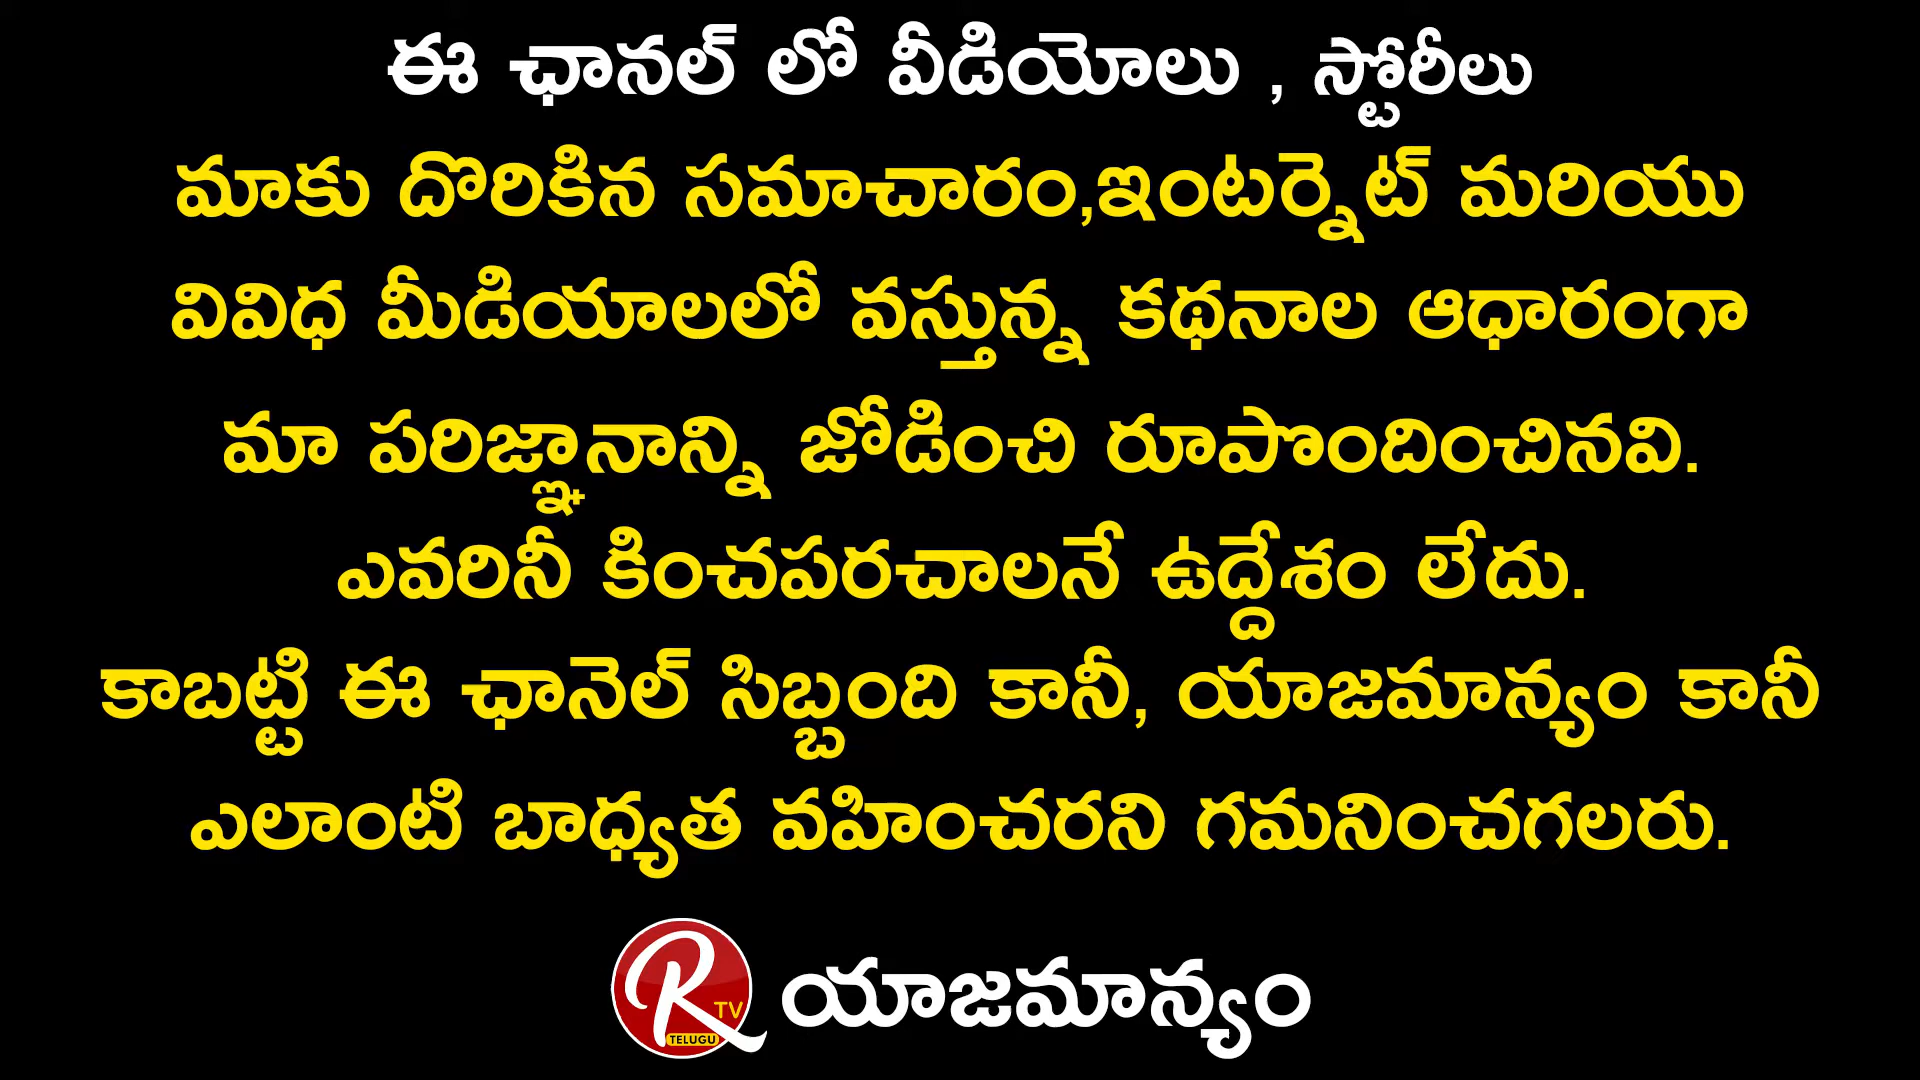 ఈ ఛానల్ లో వీడియోలు , స్టోరీలు
మాకు దొరికిన సమాచారం,ఇంటర్నెట్ మరియు
వివిధ మీడియాలలో వస్తున్న కథనాల ఆధారంగా
మా పరిజ్ఞానాన్ని జోడించి రూపొందించినవి.
ఎవరినీ కించపరచాలనే ఉద్దేశం లేదు.
కాబట్టి ఈ ఛానెల్ సిబ్బంది కానీ, యాజమాన్యం కానీ
ఎలాంటి బాధ్యత వహించరని గమనించగలరు.
R TV TELUGU యాజమాన్యం